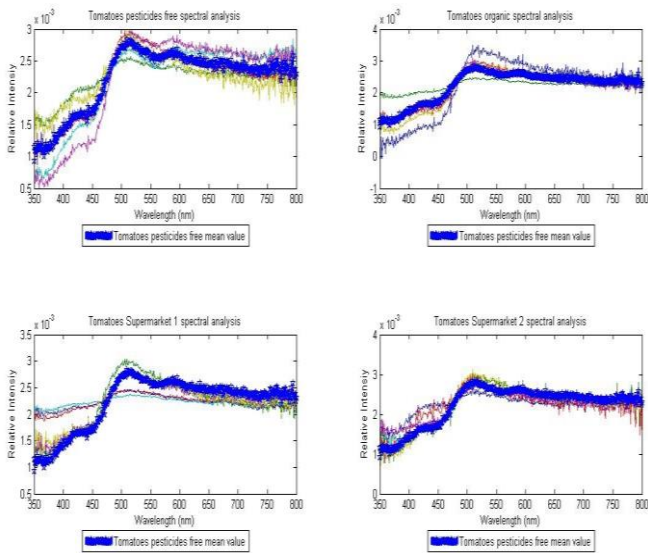 Tomatoes pesticides free spectral analysis
x 10-3
3
2.5
2
1.5
1
0.5
Relative Intensiy
350 400 450 500 550 600 650 700 750 800
Wavelength (nm)
Tomatoes pesticides free mean value
Tomatoes organic spectral analysis
x 10-3
4
3
2
1
0
-1
Relative Intensiy
350 400 450 500 550 600 650 700 750 800
Wavelength (nm)
Tomatoes pesticides free mean value
Tomatoes Supermarket 1 spectral analysis
x 10-3
3.5
3
2.5
2
1.5
1
0.5
Relative Intensiy
350 400 450 500 550 600 650 700 750 800
Wavelength (nm)
Tomatoes pesticides free mean value
Tomatoes Supermarket 2 spectral analysis
x 10-3
4
3
2
1
0
Relative Intensiy
350 400 450 500 550 600 650 700 750 800
Wavelength (nm)
Tomatoes pesticides free mean value